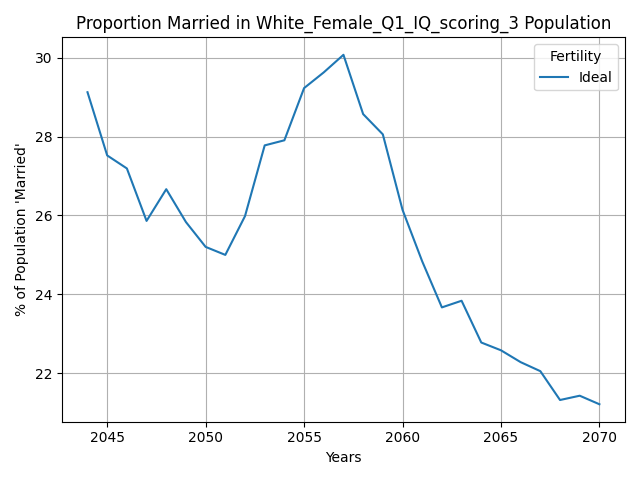 Proportion Married in White_Female_Q1_IQ_scoring_3 Population
Fertility
Ideal
30
28
26
24
22
% of Population 'Married'
2045 2050 2055 2060 2065 2070
Years